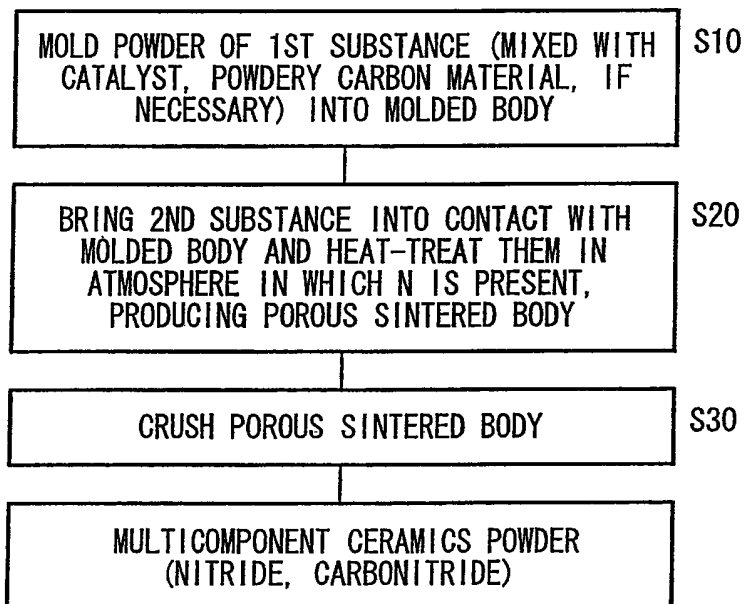 MOLD POWDER OF 1ST SUBSTANCE (MIXED WITH
CATALYST, POWDERY CARBON MATERIAL, IF
NECESSARY) INTO MOLDED BODY
S10
BRING 2ND SUBSTANCE INTO CONTACT WITH
MOLDED BODY AND HEAT-TREAT THEM IN
ATMOSPHERE IN WHICH N IS PRESENT,
PRODUCING POROUS SINTERED BODY
S20
CRUSH POROUS SINTERED BODY
S30
MULTICOMPONENT CERAMICS POWDER
(NITRIDE, CARBONITRIDE)